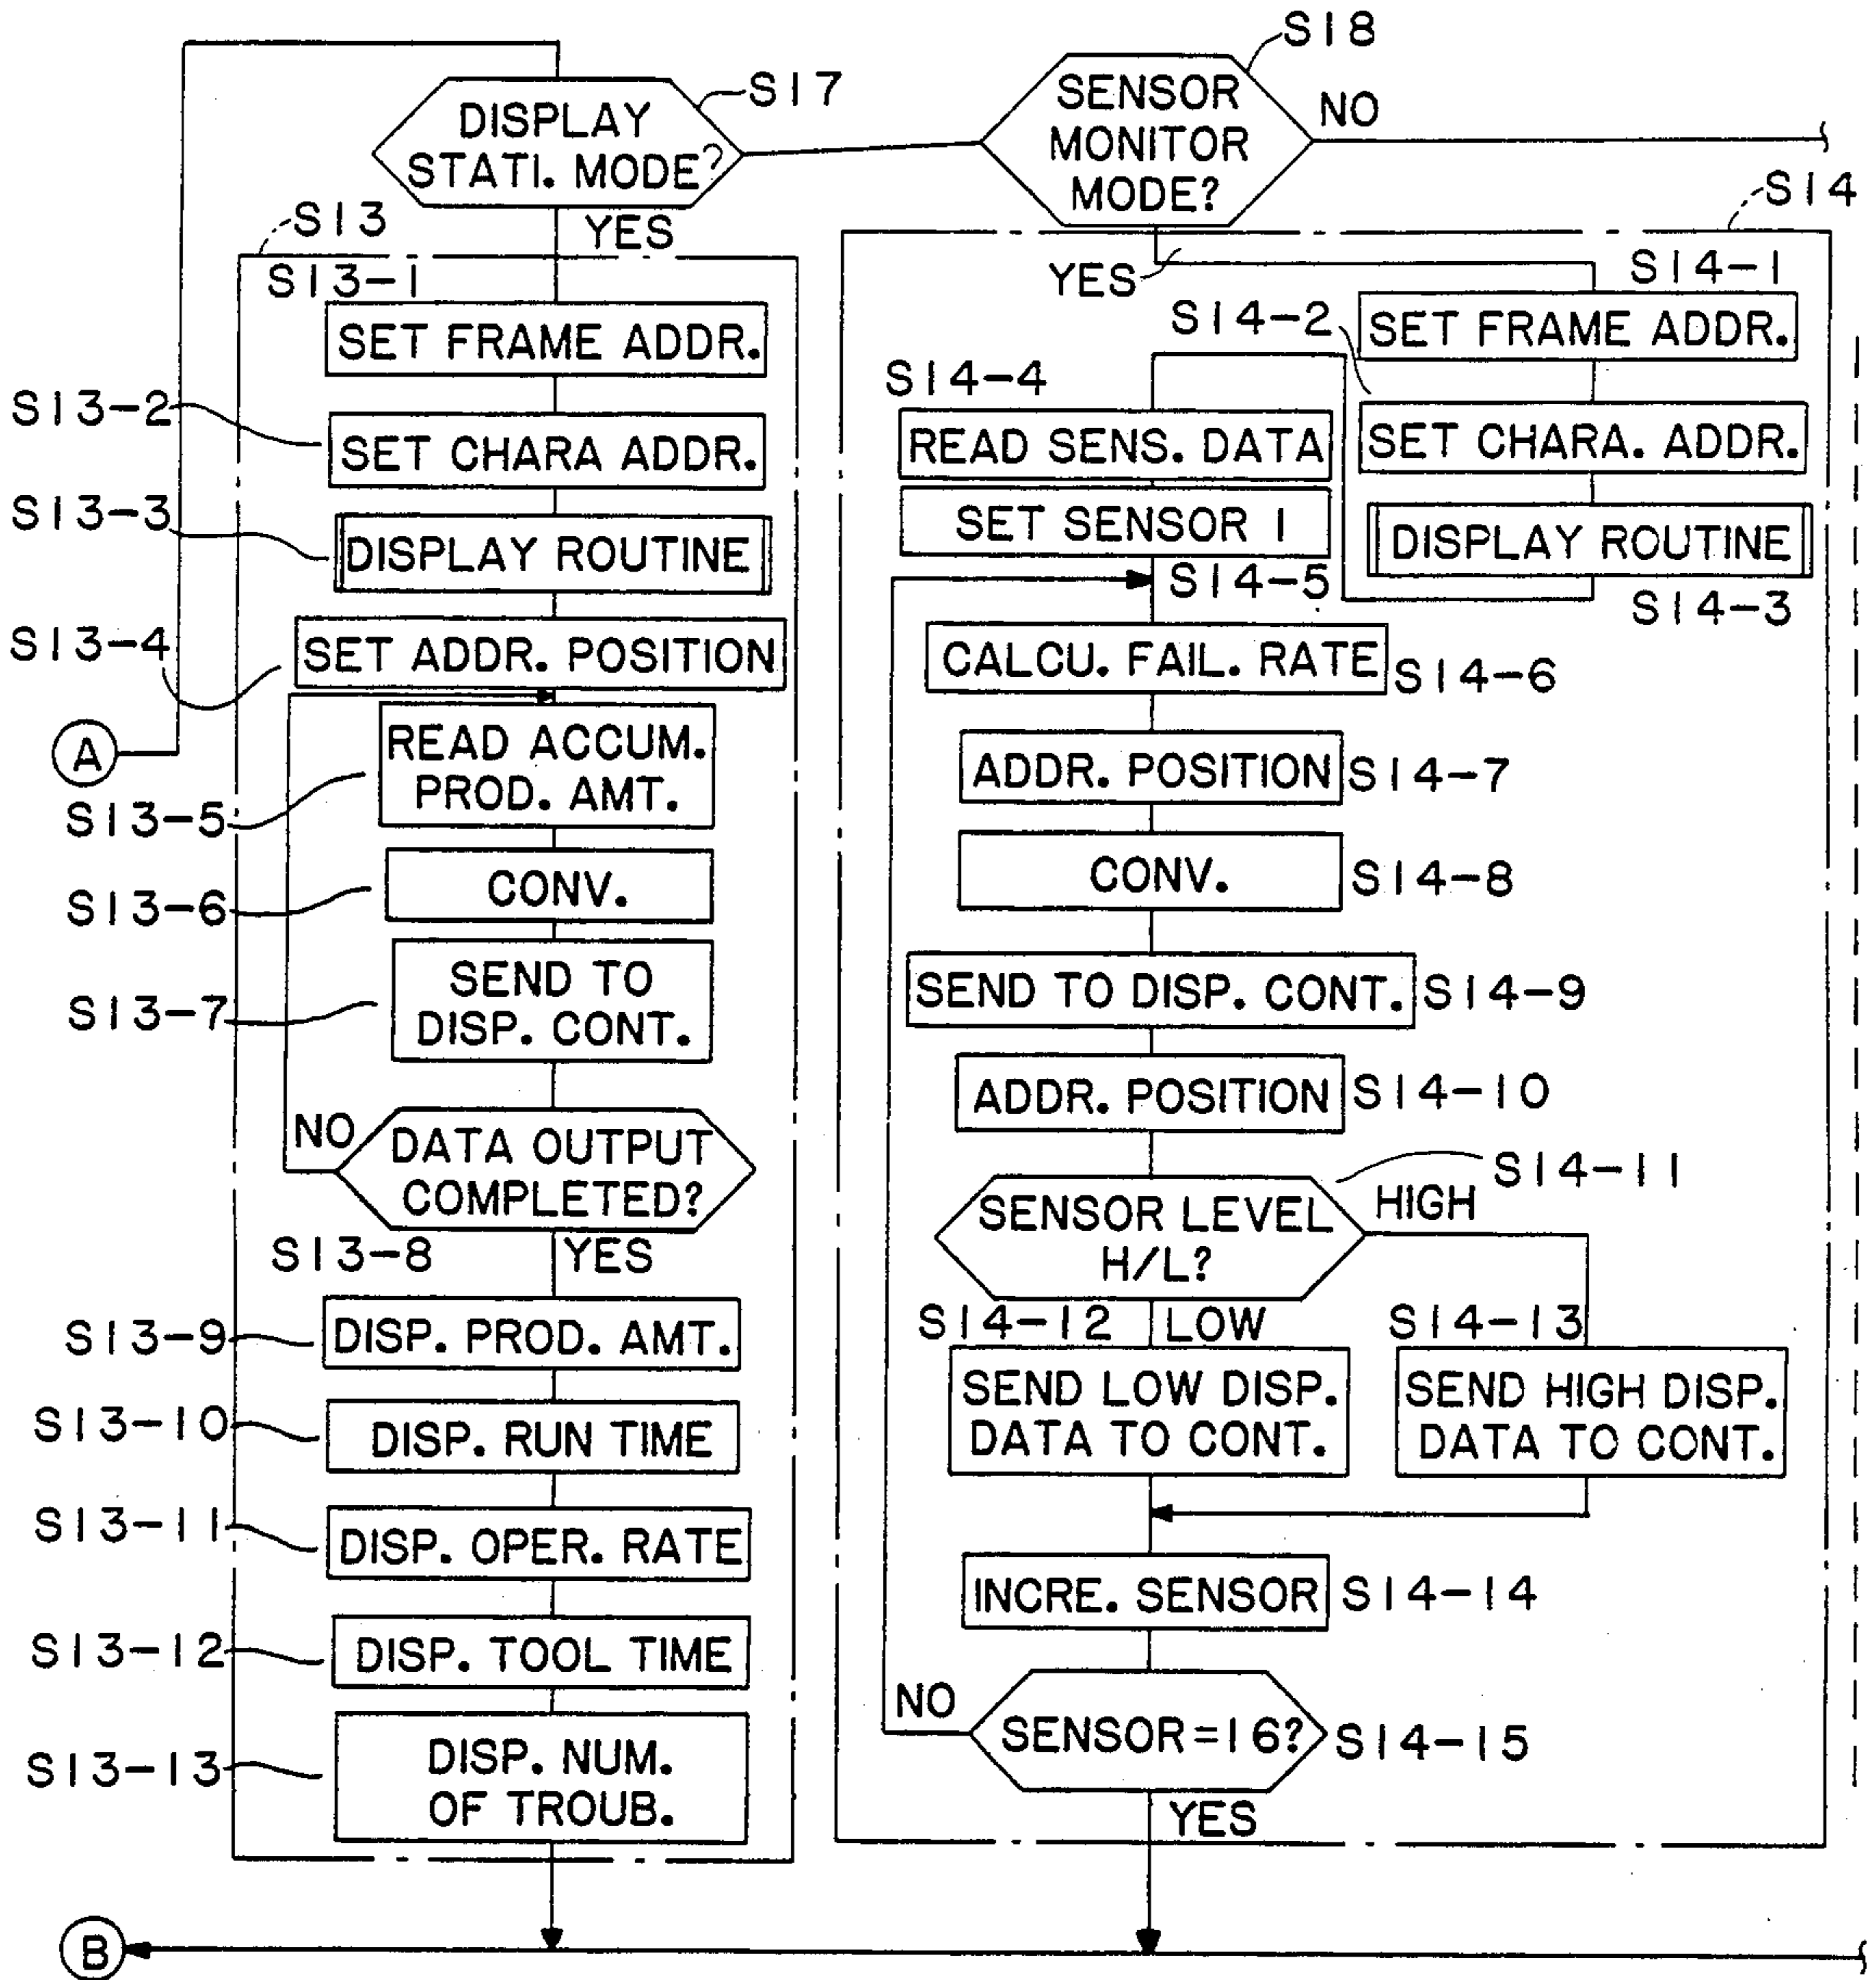 S17
DISPLAY
STATI. MODE?
YES
S18
SENSOR
MONITOR
MODE?
NO
YES
A
S13
S13-1
SET FRAME ADDR.
S13-2
SET CHARA ADDR.
S13-3
DISPLAY ROUTINE
S13-4
SET ADDR. POSITION
S13-5
READ ACCUM.
PROD. AMT.
S13-6
CONV.
S13-7
SEND TO
DISP. CONT.
NO
DATA OUTPUT
COMPLETED?
S13-8
YES
S13-9
DISP. PROD. AMT.
S13-10
DISP. RUN TIME
S13-11
DISP. OPER. RATE
S13-12
DISP. TOOL TIME
S13-13
DISP. NUM.
OF TROUB.
S14
S14-1
SET FRAME ADDR.
S14-2
SET CHARA. ADDR.
DISPLAY ROUTINE
S14-3
S14-4
READ SENS. DATA
SET SENSOR 1
S14-5
CALCU. FAIL. RATE
S14-6
ADDR. POSITION
S14-7
CONV.
S14-8
SEND TO DISP. CONT.
S14-9
ADDR. POSITION
S14-10
S14-11
SENSOR LEVEL
H/L?
HIGH
S14-12
LOW
S14-13
SEND LOW DISP.
DATA TO CONT.
SEND HIGH DISP.
DATA TO CONT.
INCRE. SENSOR
S14-14
NO
SENSOR=16?
S14-15
YES
B